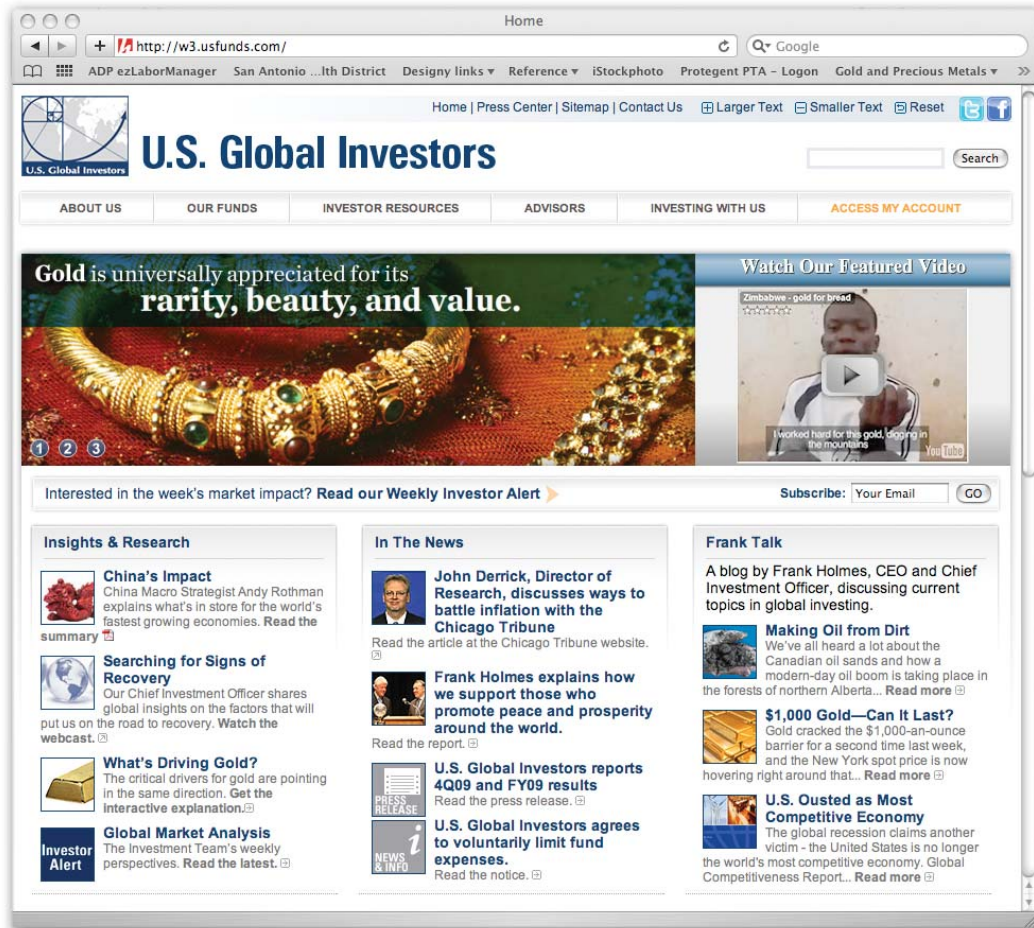 Home
http://w3.usfunds.com/
Google
ADP ezLaborManager San Antonio ...lth District Designy links Reference iStockphoto Protegent PTA - Logon Gold and Precious Metals
Home | Press Center | Sitemap | Contact Us Larger Text Smaller Text Reset
U.S. Global Investors
U.S. Global Investors
Search
ABOUT US OUR FUNDS INVESTOR RESOURCES ADVISORS INVESTING WITH US ACCESS MY ACCOUNT
Gold is universally appreciated for its
rarity, beauty, and value.
1 2 3
Watch Our Featured Video
Zimbabwe - gold for bread
I worked hard for this gold, digging in
the mountains
YouTube
Interested in the week's market impact? Read our Weekly Investor Alert
Subscribe: Your Email GO
Insights & Research
China's Impact
China Macro Strategist Andy Rothman
explains what's in store for the world's
fastest growing economies. Read the
summary
Searching for Signs of
Recovery
Our Chief Investment Officer shares
global insights on the factors that will
put us on the road to recovery. Watch the
webcast.
What's Driving Gold?
The critical drivers for gold are pointing
in the same direction. Get the
interactive explanation.
Investor
Alert
Global Market Analysis
The Investment Team's weekly
perspectives. Read the latest.
In The News
John Derrick, Director of
Research, discusses ways to
battle inflation with the
Chicago Tribune
Read the article at the Chicago Tribune website.
Frank Holmes explains how
we support those who
promote peace and prosperity
around the world.
Read the report.
PRESS
RELEASE
U.S. Global Investors reports
4Q09 and FY09 results
Read the press release.
NEWS
& INFO
U.S. Global Investors agrees
to voluntarily limit fund
expenses.
Read the notice.
Frank Talk
A blog by Frank Holmes, CEO and Chief
Investment Officer, discussing current
topics in global investing.
Making Oil from Dirt
We've all heard a lot about the
Canadian oil sands and how a
modern-day oil boom is taking place in
the forests of northern Alberta... Read more
$1,000 Gold—Can It Last?
Gold cracked the $1,000-an-ounce
barrier for a second time last week,
and the New York spot price is now
hovering right around that... Read more
U.S. Ousted as Most
Competitive Economy
The global recession claims another
victim - the United States is no longer
the world's most competitive economy. Global
Competitiveness Report... Read more